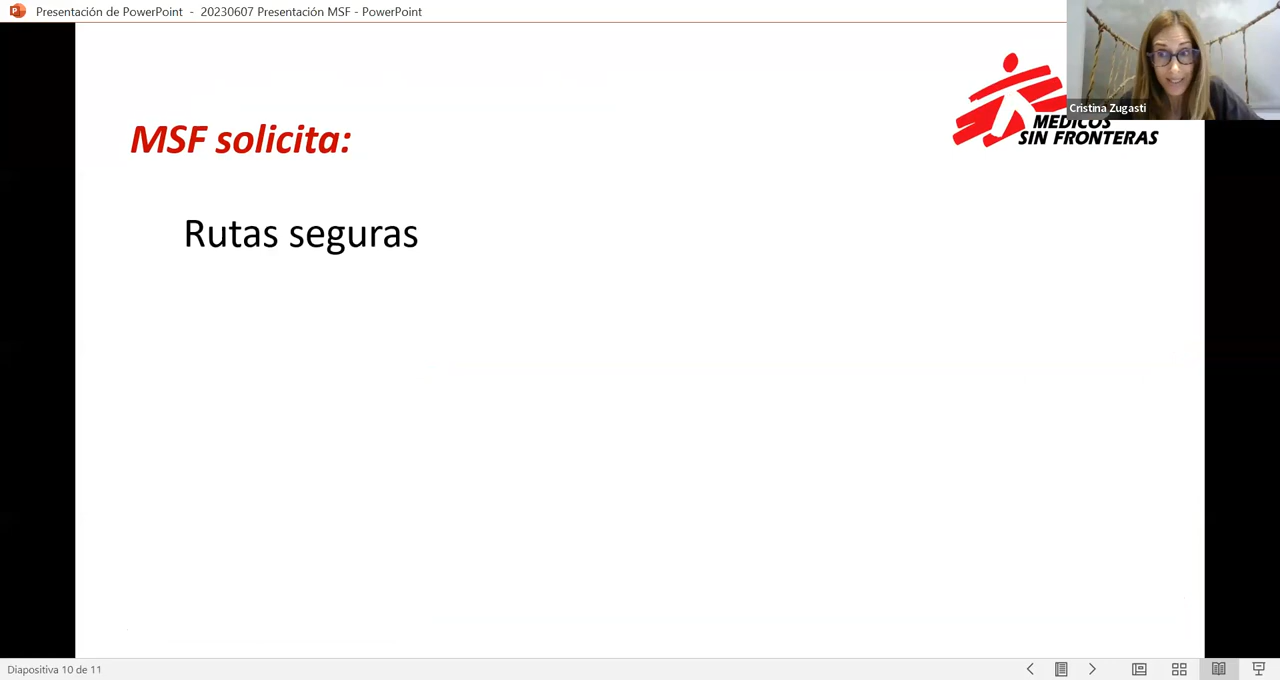 Presentación de PowerPoint - 20230607 Presentación MSF - PowerPoint
Cristina Zugasti
MEDICOS
SIN FRONTERAS
MSF solicita:
Rutas seguras
Diapositiva 10 de 11